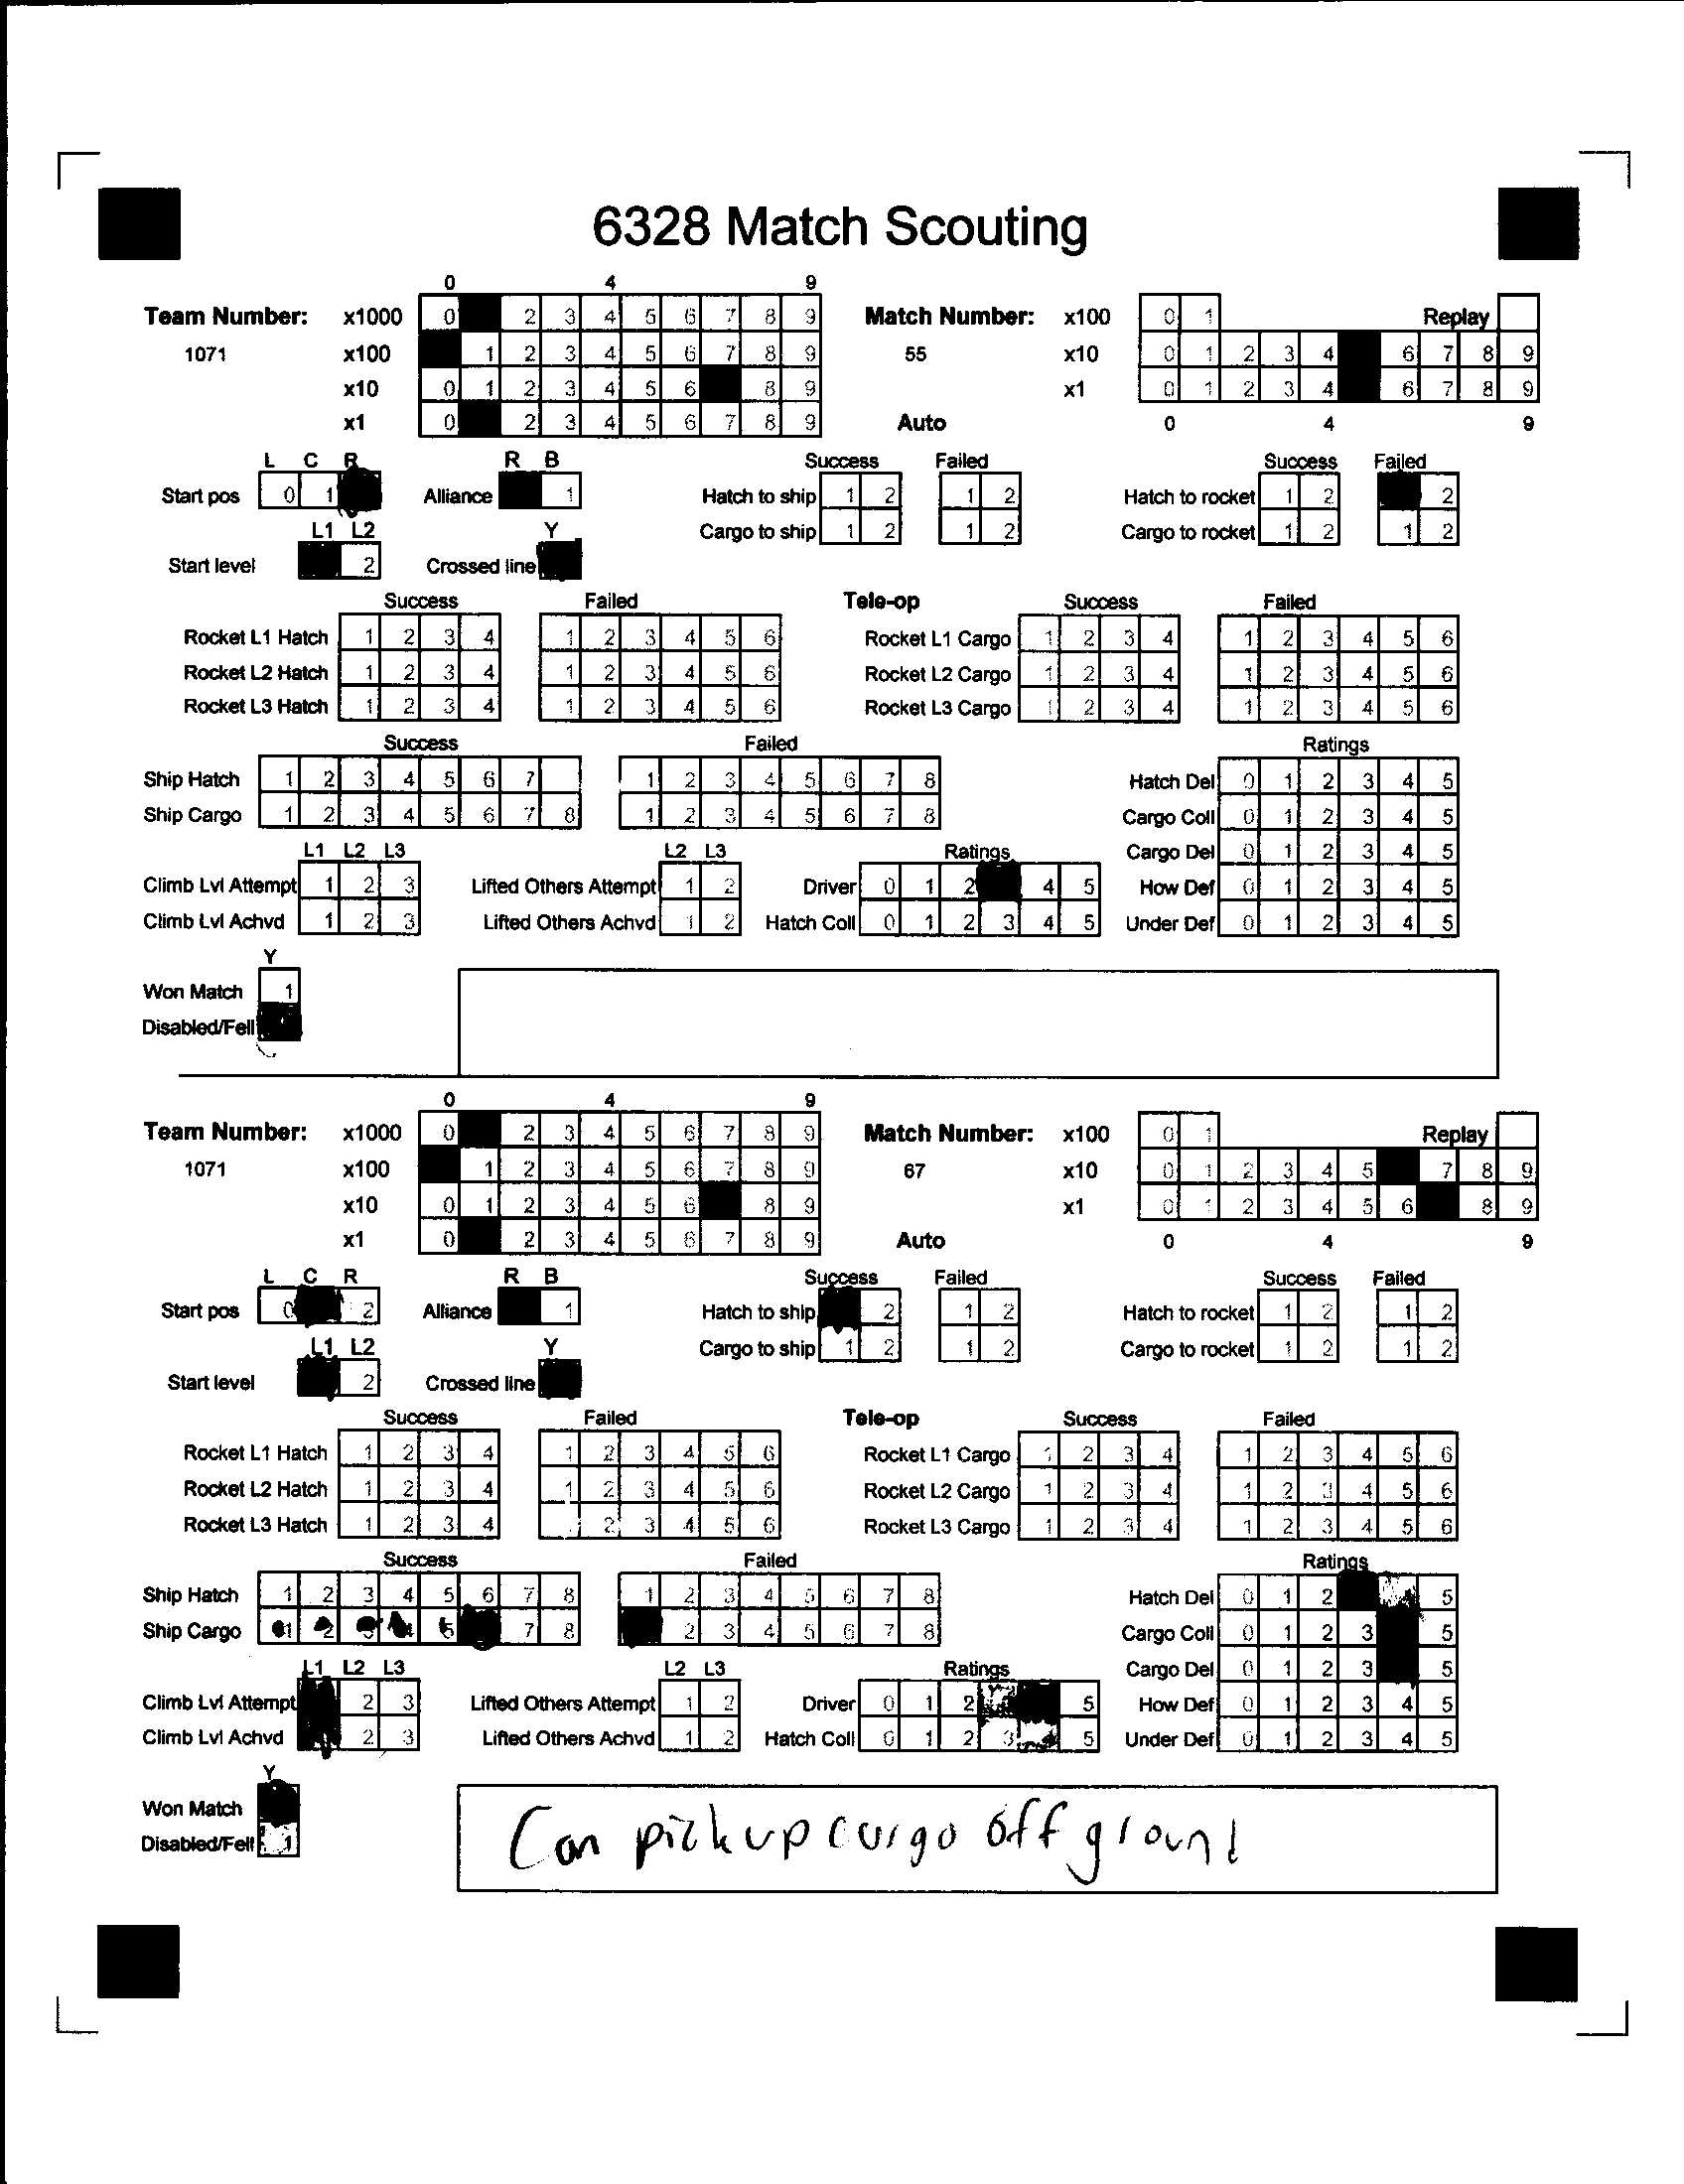 6328 Match Scouting
0 4 9
Team Number: x1000 0 2 3 4 5 6 7 8 9 Match Number: x100 0 1 Replay
1071 x100 1 2 3 4 5 6 7 8 9 55 x10 0 1 2 3 4 6 7 8 9
x10 0 1 2 3 4 5 6 8 9 x1 0 1 2 3 4 6 7 8 9
x1 0 2 3 4 5 6 7 8 9 Auto 0 4 9
L C R R B Success Failed Success Failed
Start pos 0 1 Alliance 1 Hatch to ship 1 2 1 2 Hatch to rocket 1 2 2
L1 L2 Y Cargo to ship 1 2 1 2 Cargo to rocket 1 2 1 2
Start level 2 Crossed line
Success Failed Tele-op Success Failed
Rocket L1 Hatch 1 2 3 4 1 2 3 4 5 6 Rocket L1 Cargo 1 2 3 4 1 2 3 4 5 6
Rocket L2 Hatch 1 2 3 4 1 2 3 4 5 6 Rocket L2 Cargo 1 2 3 4 1 2 3 4 5 6
Rocket L3 Hatch 1 2 3 4 1 2 3 4 5 6 Rocket L3 Cargo 1 2 3 4 1 2 3 4 5 6
Success Failed Ratings
Ship Hatch 1 2 3 4 5 6 7 1 2 3 4 5 6 7 8 Hatch Del 0 1 2 3 4 5
Ship Cargo 1 2 3 4 5 6 7 8 1 2 3 4 5 6 7 8 Cargo Coll 0 1 2 3 4 5
L1 L2 L3 L2 L3 Ratings Cargo Del 0 1 2 3 4 5
Climb Lvl Attempt 1 2 3 Lifted Others Attempt 1 2 Driver 0 1 2 4 5 How Def 0 1 2 3 4 5
Climb Lvl Achvd 1 2 3 Lifted Others Achvd 1 2 Hatch Coll 0 1 2 3 4 5 Under Def 0 1 2 3 4 5
Y
Won Match 1
Disabled/Fell
0 4 9
Team Number: x1000 0 2 3 4 5 6 7 8 9 Match Number: x100 0 1 Replay
1071 x100 1 2 3 4 5 6 7 8 9 67 x10 0 1 2 3 4 5 7 8 9
x10 0 1 2 3 4 5 6 8 9 x1 0 1 2 3 4 5 6 8 9
x1 0 2 3 4 5 6 7 8 9 Auto 0 4 9
L C R R B Success Failed Success Failed
Start pos 0 2 Alliance 1 Hatch to ship 2 1 2 Hatch to rocket 1 2 1 2
L1 L2 Y Cargo to ship 1 2 1 2 Cargo to rocket 1 2 1 2
Start level 2 Crossed line
Success Failed Tele-op Success Failed
Rocket L1 Hatch 1 2 3 4 1 2 3 4 5 6 Rocket L1 Cargo 1 2 3 4 1 2 3 4 5 6
Rocket L2 Hatch 1 2 3 4 1 2 3 4 5 6 Rocket L2 Cargo 1 2 3 4 1 2 3 4 5 6
Rocket L3 Hatch 1 2 3 4 2 3 4 5 6 Rocket L3 Cargo 1 2 3 4 1 2 3 4 5 6
Success Failed Ratings
Ship Hatch 1 2 3 4 5 6 7 8 1 2 3 4 5 6 7 8 Hatch Del 0 1 2 5
Ship Cargo 1 2 7 8 2 3 4 5 6 7 8 Cargo Coll 0 1 2 3 5
L1 L2 L3 L2 L3 Ratings Cargo Del 0 1 2 3 5
Climb Lvl Attempt 2 3 Lifted Others Attempt 1 2 Driver 0 1 2 5 How Def 0 1 2 3 4 5
Climb Lvl Achvd 2 3 Lifted Others Achvd 1 2 Hatch Coll 0 1 2 3 5 Under Def 0 1 2 3 4 5
Y
Won Match
Disabled/Fell 1
Can pickup cargo off ground